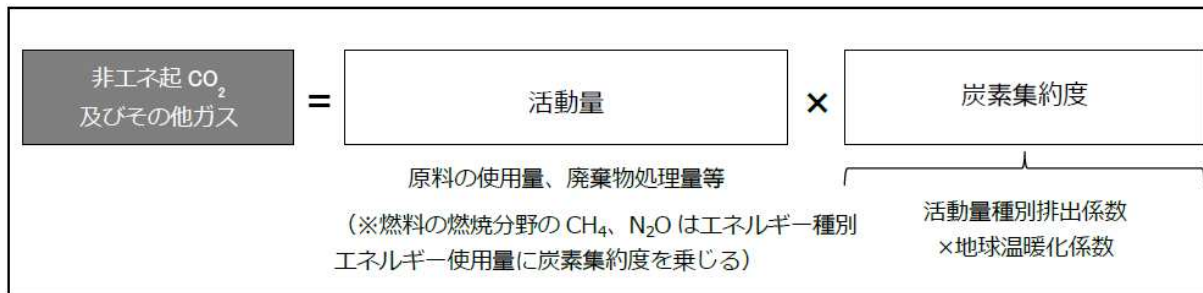 非エネ起 CO₂
及びその他ガス
=
活動量
×
炭素集約度
原料の使用量、廃棄物処理量等
（※燃料の燃焼分野の CH₄、N₂O はエネルギー種別
エネルギー使用量に炭素集約度を乗じる）
活動量種別排出係数
×地球温暖化係数